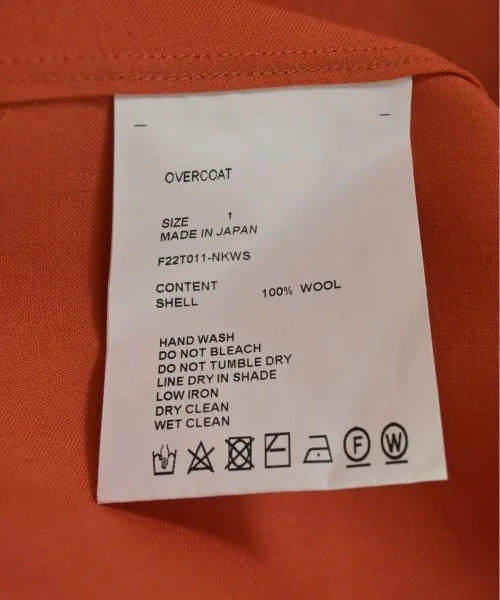 OVERCOAT
SIZE 1
MADE IN JAPAN
F22T011-NKWS
CONTENT
SHELL 100% WOOL
HAND WASH
DO NOT BLEACH
DO NOT TUMBLE DRY
LINE DRY IN SHADE
LOW IRON
DRY CLEAN
WET CLEAN
F W